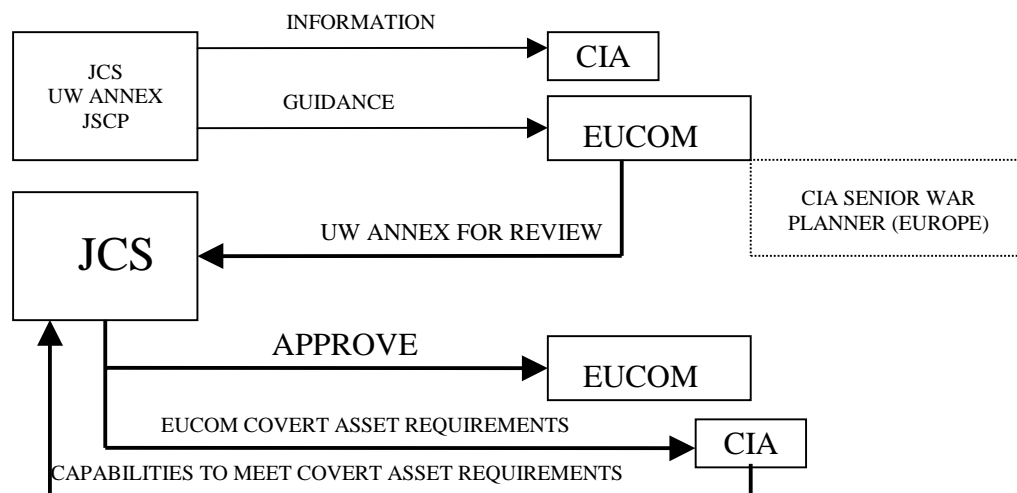 INFORMATION
CIA
JCS
UW ANNEX
JSCP
GUIDANCE
EUCOM
CIA SENIOR WAR
PLANNER (EUROPE)
UW ANNEX FOR REVIEW
JCS
APPROVE
EUCOM
EUCOM COVERT ASSET REQUIREMENTS
CIA
CAPABILITIES TO MEET COVERT ASSET REQUIREMENTS